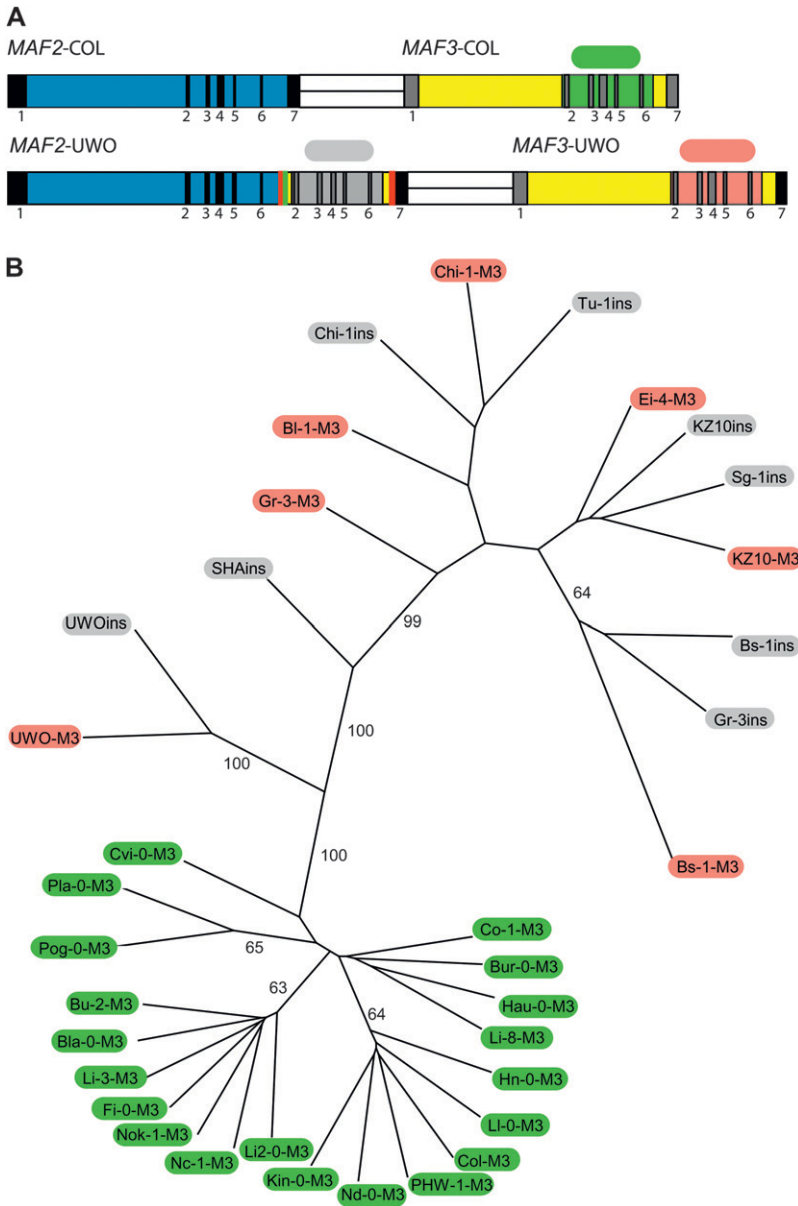 A
MAF2-COL MAF3-COL
1 2 3 4 5 6 7 1 2 3 4 5 6 7
MAF2-UWO MAF3-UWO
1 2 3 4 5 6 2 3 4 5 6 7 1 2 3 4 5 6 7
B
Chi-1-M3
Tu-1ins
Chi-1ins
Ei-4-M3
Bl-1-M3
KZ10ins
Sg-1ins
Gr-3-M3
KZ10-M3
SHAins
64
99
UWOins
Bs-1ins
Gr-3ins
UWO-M3
100
100
100
Cvi-0-M3
Bs-1-M3
Pla-0-M3
Co-1-M3
Pog-0-M3
65
Bur-0-M3
63
Bu-2-M3
Hau-0-M3
64
Li-8-M3
Bla-0-M3
Li-3-M3
Hn-0-M3
Fi-0-M3
Ll-0-M3
Nok-1-M3
Li2-0-M3
Nc-1-M3
Col-M3
Kin-0-M3
PHW-1-M3
Nd-0-M3